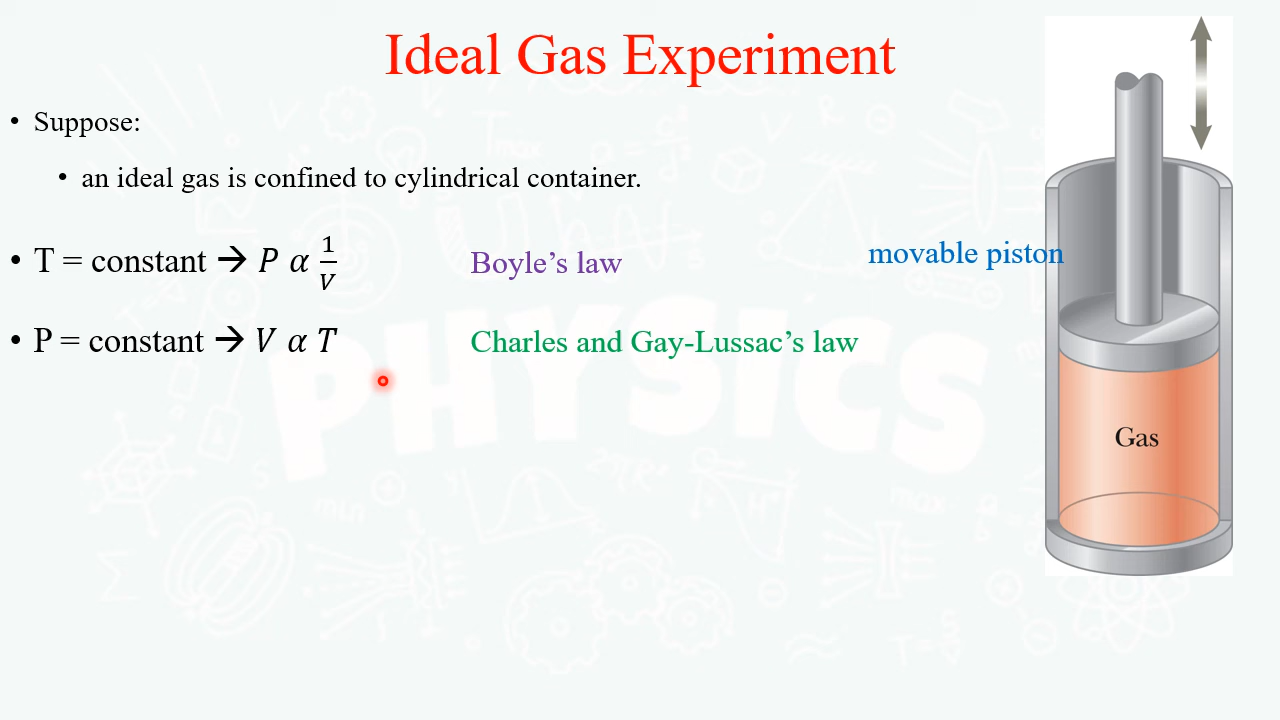 Ideal Gas Experiment
• Suppose:
• an ideal gas is confined to cylindrical container.
• T = constant → P α 1/V
Boyle’s law
movable piston
• P = constant → V α T
Charles and Gay-Lussac’s law
Gas
PHYSICS